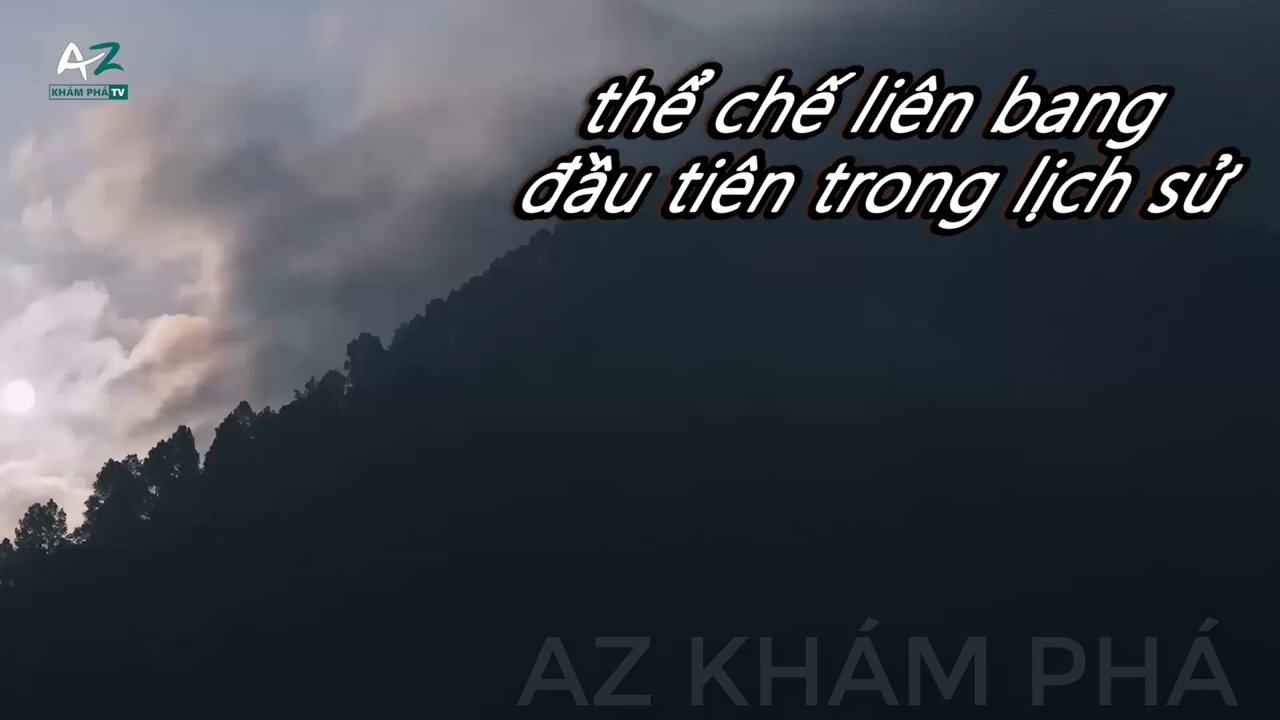 AZ
KHÁM PHÁ TV
thể chế liên bang
đầu tiên trong lịch sử
AZ KHÁM PHÁ